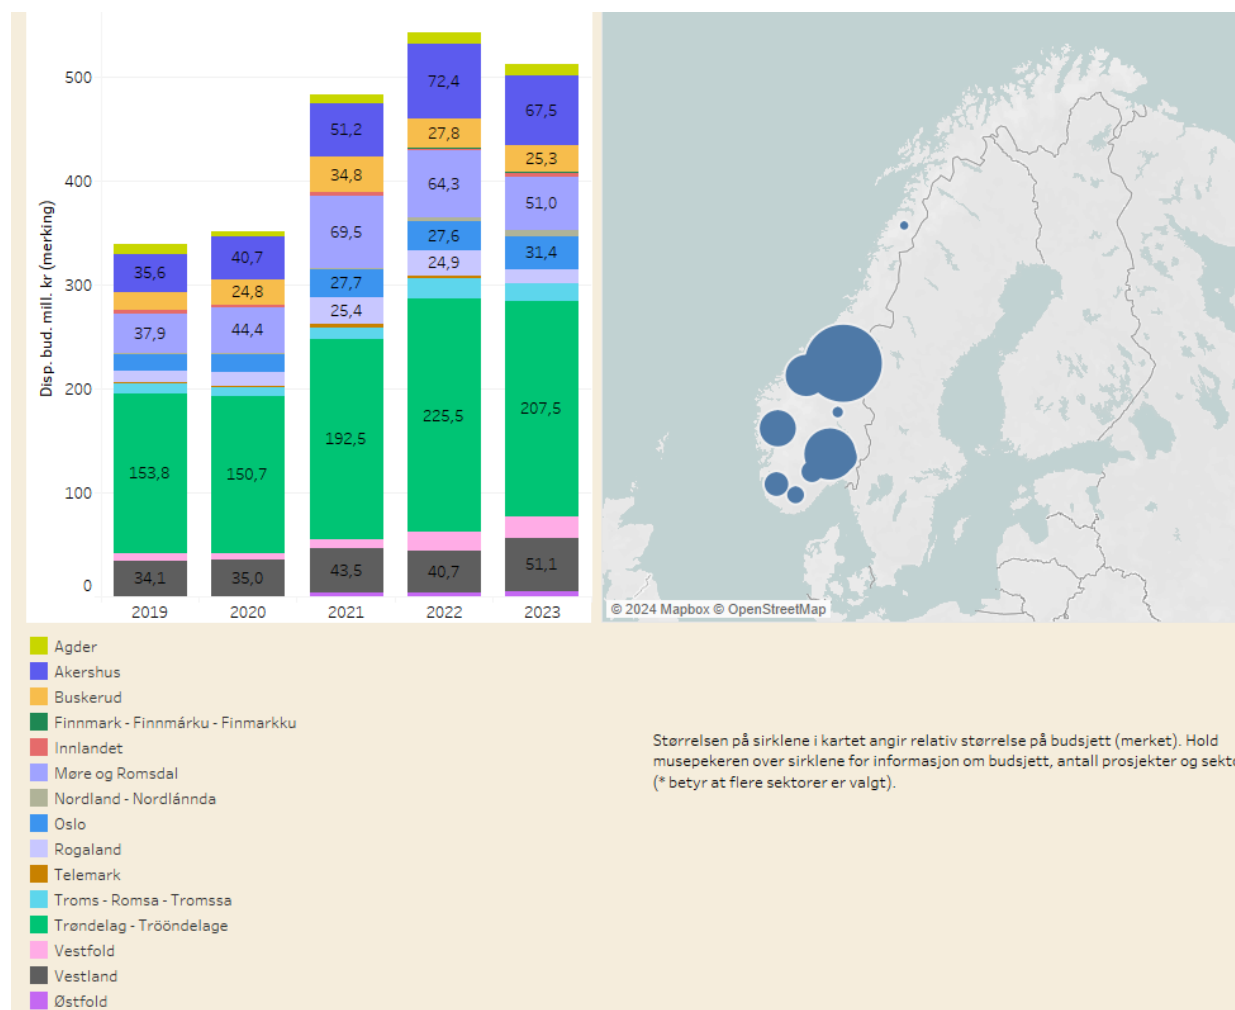 Disp. bud. mill. kr (merking)
500
400
300
200
100
0
35,6
37,9
153,8
34,1
40,7
24,8
44,4
150,7
35,0
51,2
34,8
69,5
27,7
25,4
192,5
43,5
72,4
27,8
64,3
27,6
24,9
225,5
40,7
67,5
25,3
51,0
31,4
207,5
51,1
2019 2020 2021 2022 2023
© 2024 Mapbox © OpenStreetMap
Agder
Akershus
Buskerud
Finnmark - Finnmárku - Finmarkku
Innlandet
Møre og Romsdal
Nordland - Nordlánnda
Oslo
Rogaland
Telemark
Troms - Romsa - Tromssa
Trøndelag - Trööndelage
Vestfold
Vestland
Østfold
Størrelsen på sirklene i kartet angir relativ størrelse på budsjett (merket). Hold
musepekeren over sirklene for informasjon om budsjett, antall prosjekter og sekto
(* betyr at flere sektorer er valgt).